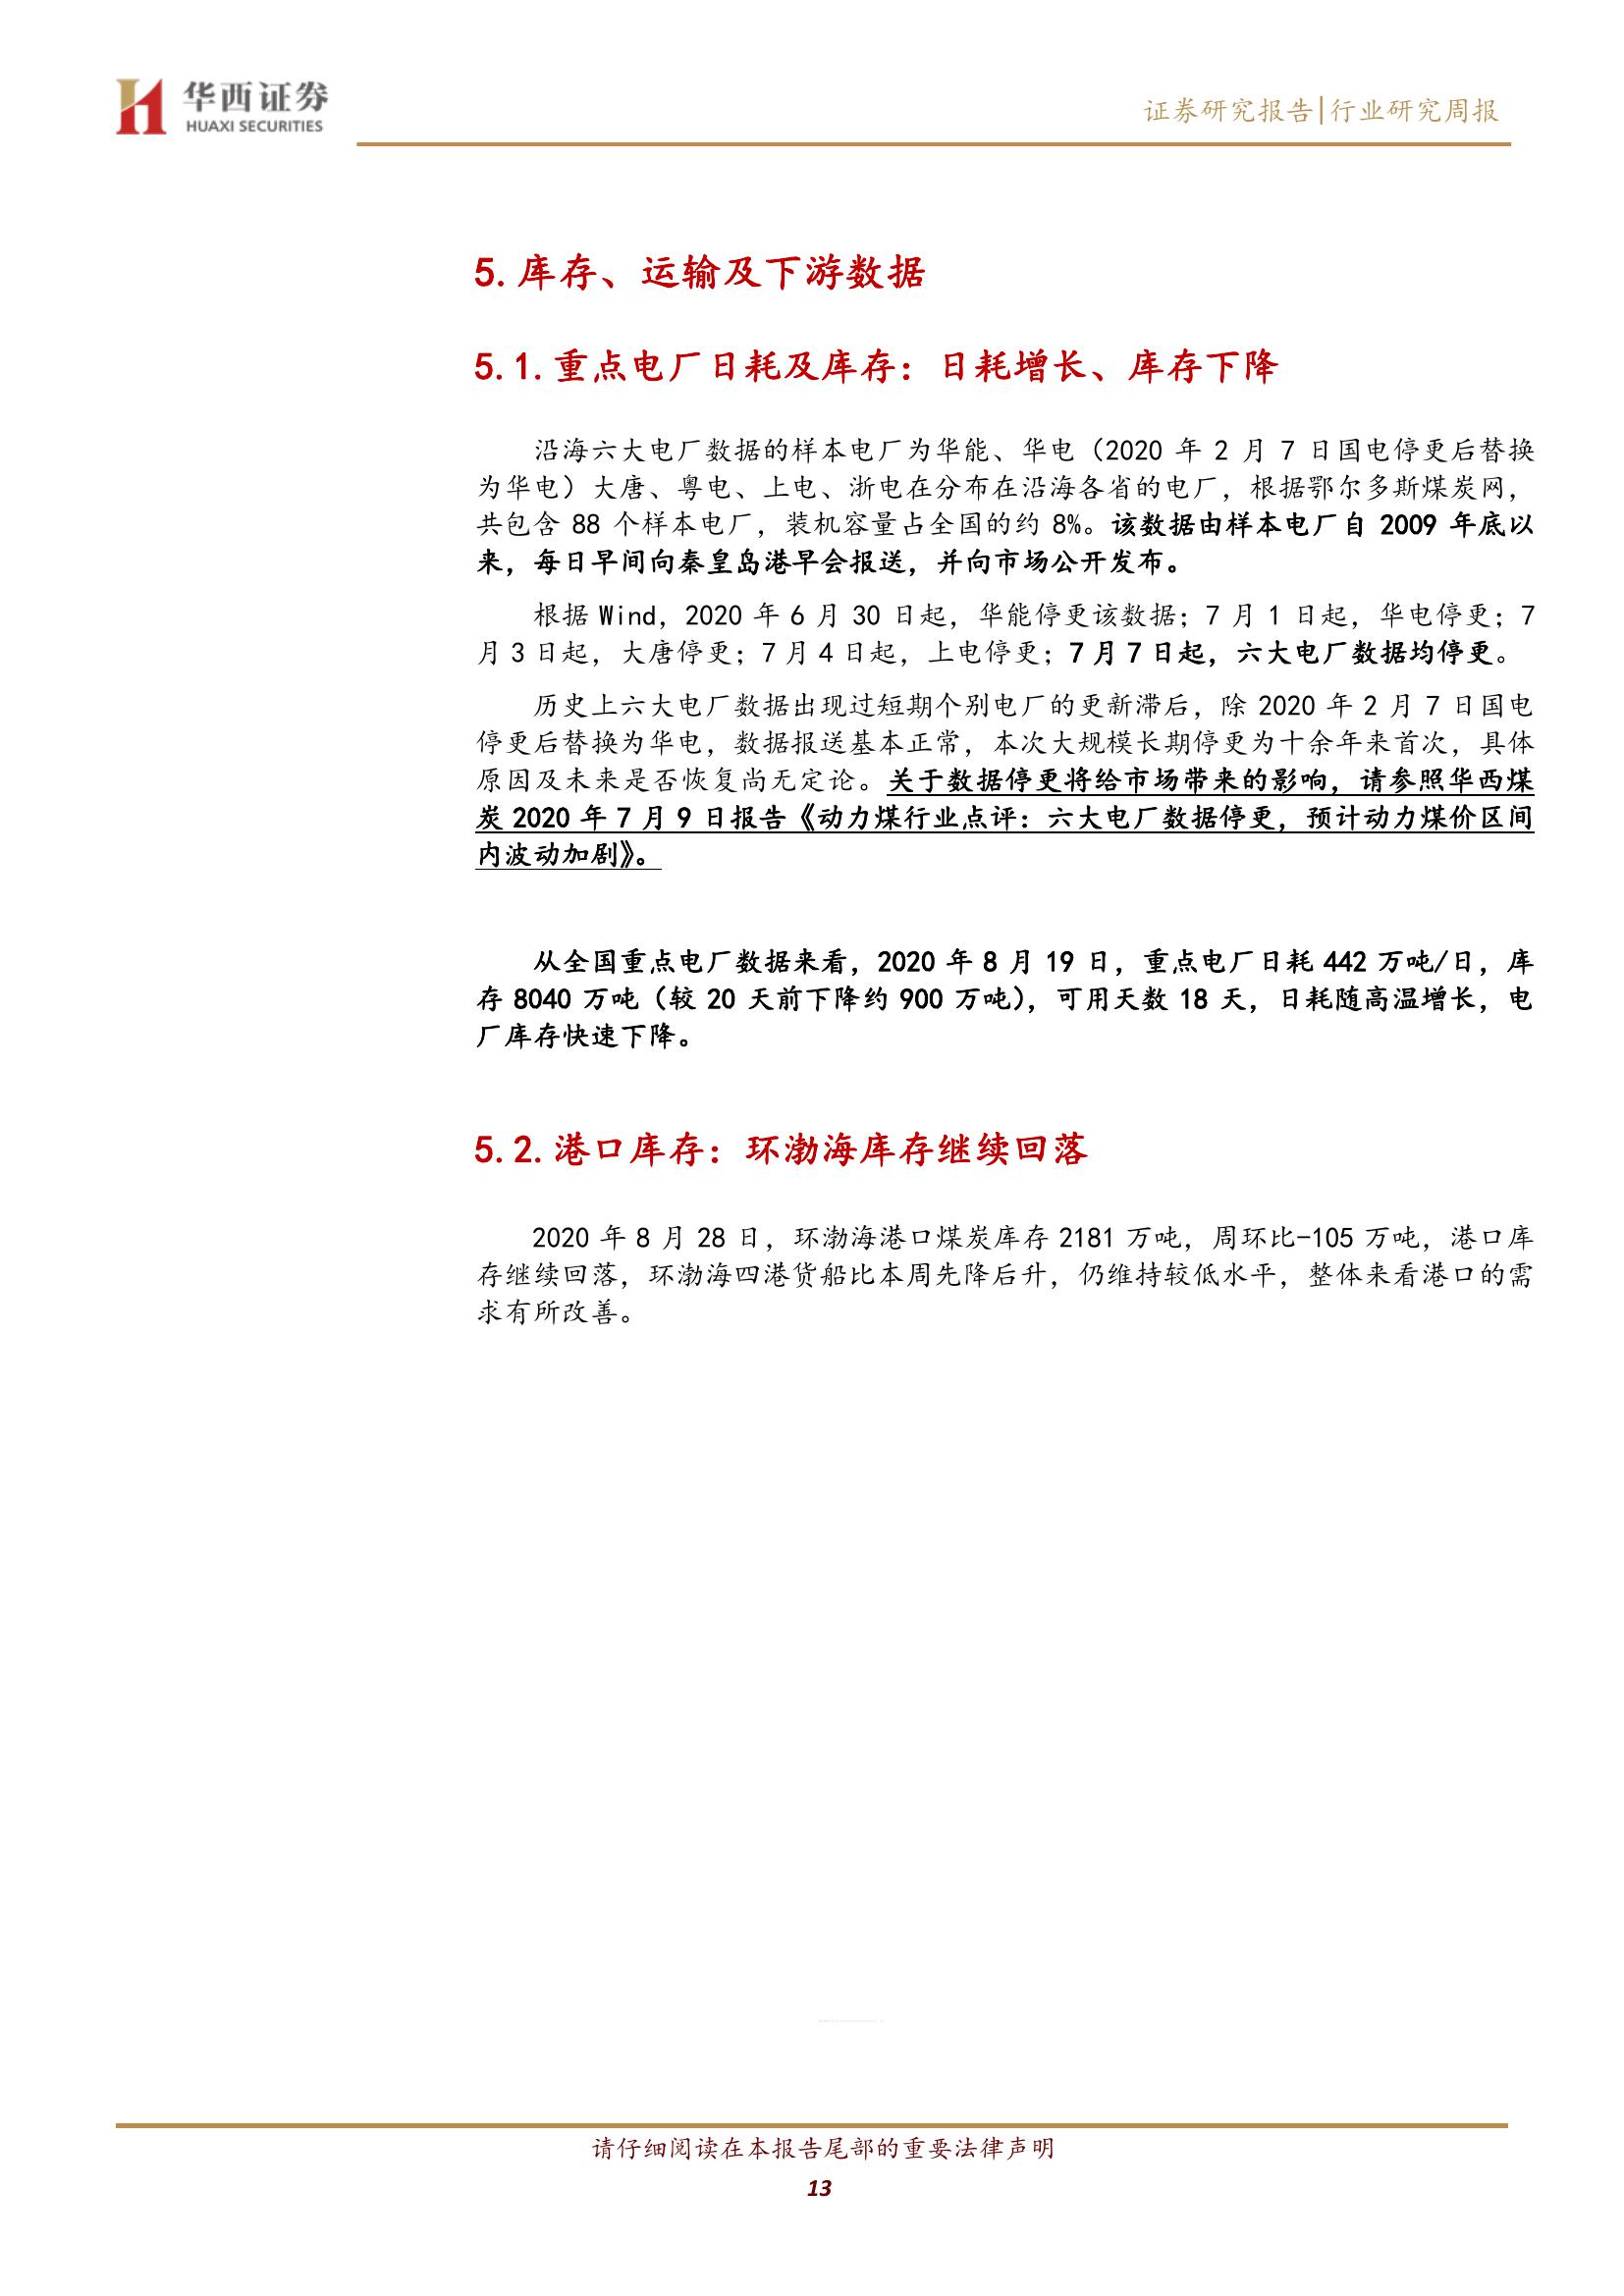 华西证券
HUAXI SECURITIES
证券研究报告|行业研究周报
5.库存、运输及下游数据
5.1.重点电厂日耗及库存：日耗增长、库存下降
沿海六大电厂数据的样本电厂为华能、华电（2020 年 2 月 7 日国电停更后替换
为华电）大唐、粤电、上电、浙电在分布在沿海各省的电厂，根据鄂尔多斯煤炭网，
共包含 88 个样本电厂，装机容量占全国的约 8%。该数据由样本电厂自 2009 年底以
来，每日早间向秦皇岛港早会报送，并向市场公开发布。
根据 Wind，2020 年 6 月 30 日起，华能停更该数据；7 月 1 日起，华电停更；7
月 3 日起，大唐停更；7 月 4 日起，上电停更；7 月 7 日起，六大电厂数据均停更。
历史上六大电厂数据出现过短期个别电厂的更新滞后，除 2020 年 2 月 7 日国电
停更后替换为华电，数据报送基本正常，本次大规模长期停更为十余年来首次，具体
原因及未来是否恢复尚无定论。关于数据停更将给市场带来的影响，请参照华西煤
炭 2020 年 7 月 9 日报告《动力煤行业点评：六大电厂数据停更，预计动力煤价区间
内波动加剧》。
从全国重点电厂数据来看，2020 年 8 月 19 日，重点电厂日耗 442 万吨/日，库
存 8040 万吨（较 20 天前下降约 900 万吨），可用天数 18 天，日耗随高温增长，电
厂库存快速下降。
5.2.港口库存：环渤海库存继续回落
2020 年 8 月 28 日，环渤海港口煤炭库存 2181 万吨，周环比-105 万吨，港口库
存继续回落，环渤海四港货船比本周先降后升，仍维持较低水平，整体来看港口的需
求有所改善。
请仔细阅读在本报告尾部的重要法律声明
13